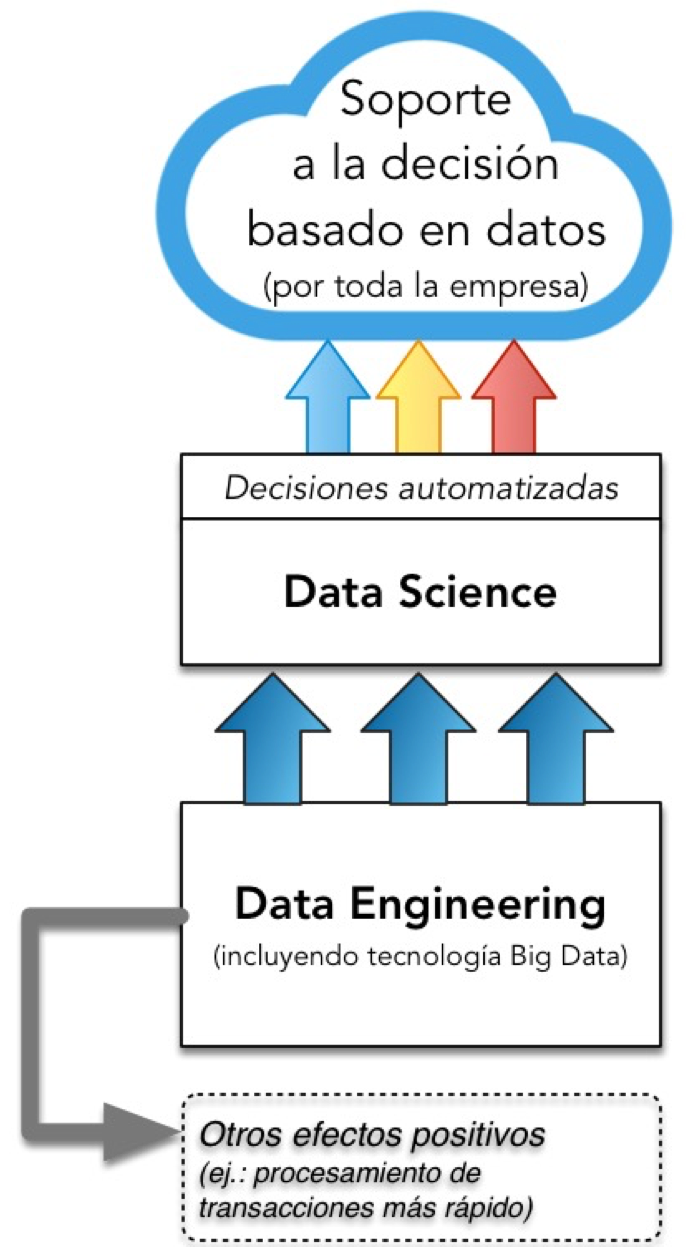 Soporte
a la decisión
basado en datos
(por toda la empresa)
Decisiones automatizadas
Data Science
Data Engineering
(incluyendo tecnología Big Data)
Otros efectos positivos
(ej.: procesamiento de
transacciones más rápido)